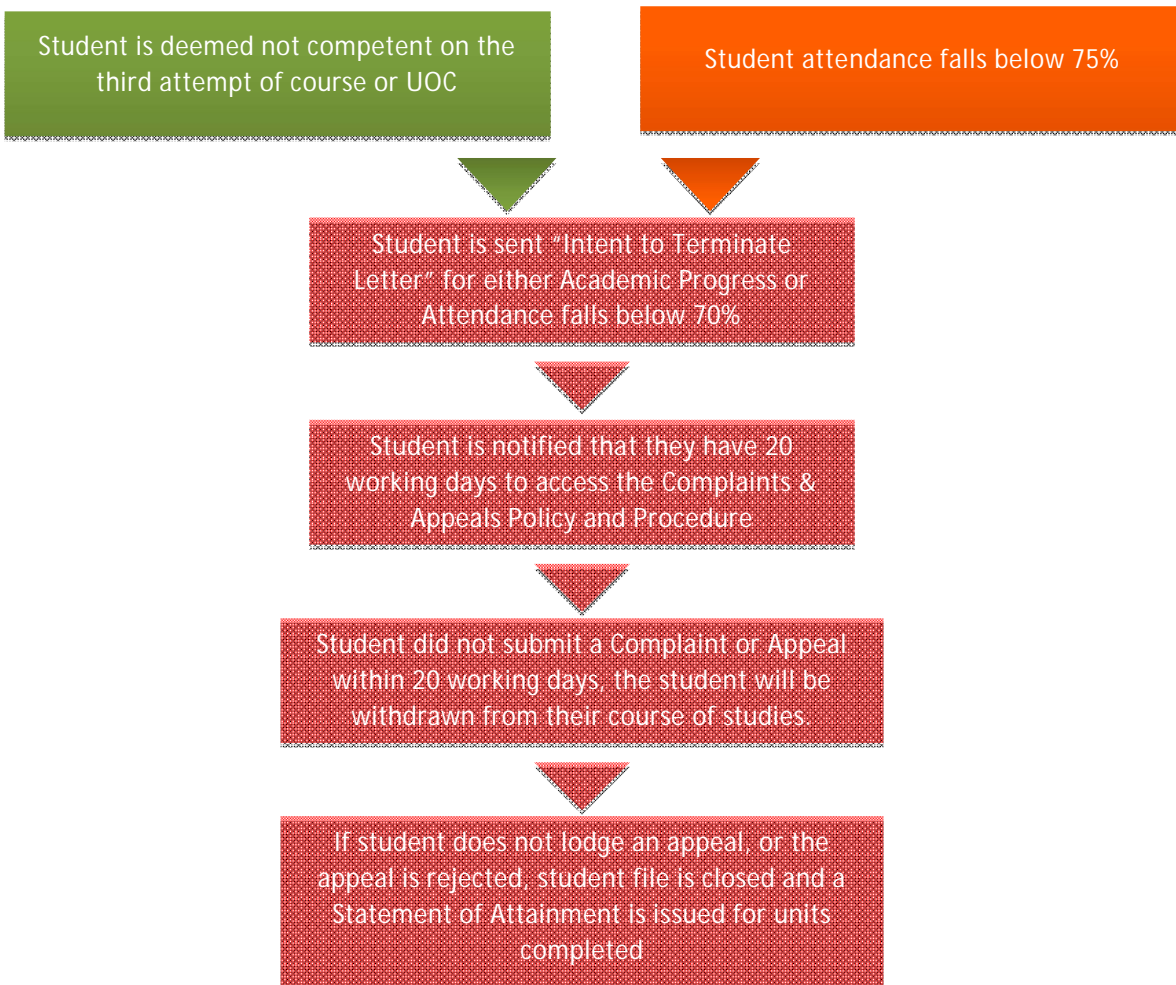 Student is deemed not competent on the
third attempt of course or UOC
Student attendance falls below 75%
Student is sent “Intent to Terminate
Letter” for either Academic Progress or
Attendance falls below 70%
Student is notified that they have 20
working days to access the Complaints &
Appeals Policy and Procedure
Student did not submit a Complaint or Appeal
within 20 working days, the student will be
withdrawn from their course of studies.
If student does not lodge an appeal, or the
appeal is rejected, student file is closed and a
Statement of Attainment is issued for units
completed